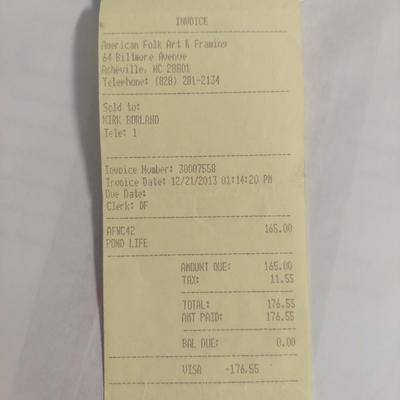 INVOICE
American Folk Art & Framing
64 Biltmore Avenue
Asheville, NC 28801
Telephone: (828) 281-2134
Sold to:
KIRK BORLAND
Tele: 1
Invoice Number: 30007558
Invoice Date: 12/21/2013 01:14:20 PM
Due Date:
Clerk: DF
AFWC42 165.00
POND LIFE
AMOUNT DUE: 165.00
TAX: 11.55
TOTAL: 176.55
AMT PAID: 176.55
BAL DUE: 0.00
VISA -176.55